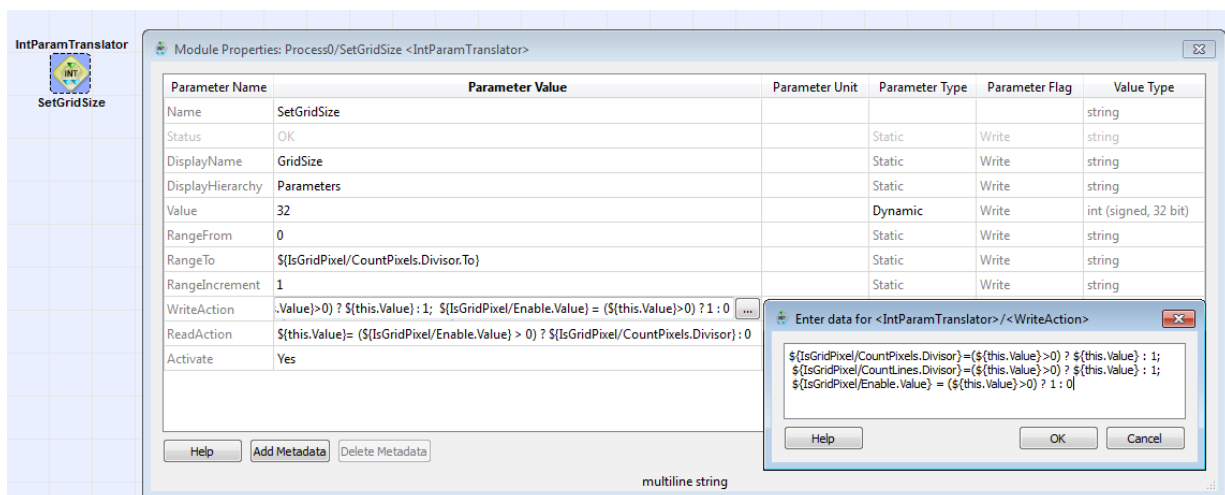 IntParamTranslator
INT
SetGridSize
Module Properties: Process0/SetGridSize <IntParamTranslator>
Parameter Name Parameter Value Parameter Unit Parameter Type Parameter Flag Value Type
Name SetGridSize string
Status OK Static Write string
DisplayName GridSize Static Write string
DisplayHierarchy Parameters Static Write string
Value 32 Dynamic Write int (signed, 32 bit)
RangeFrom 0 Static Write string
RangeTo ${IsGridPixel/CountPixels.Divisor.To} Static Write string
RangeIncrement 1 Static Write string
WriteAction .Value}>0) ? ${this.Value} : 1; ${IsGridPixel/Enable.Value} = (${this.Value}>0) ? 1 : 0 ...
ReadAction ${this.Value}= (${IsGridPixel/Enable.Value} > 0) ? ${IsGridPixel/CountPixels.Divisor} : 0
Activate Yes
Enter data for <IntParamTranslator>/<WriteAction>
${IsGridPixel/CountPixels.Divisor}=(${this.Value}>0) ? ${this.Value} : 1;
${IsGridPixel/CountLines.Divisor}=(${this.Value}>0) ? ${this.Value} : 1;
${IsGridPixel/Enable.Value} = (${this.Value}>0) ? 1 : 0
Help OK Cancel
Help Add Metadata Delete Metadata
multiline string